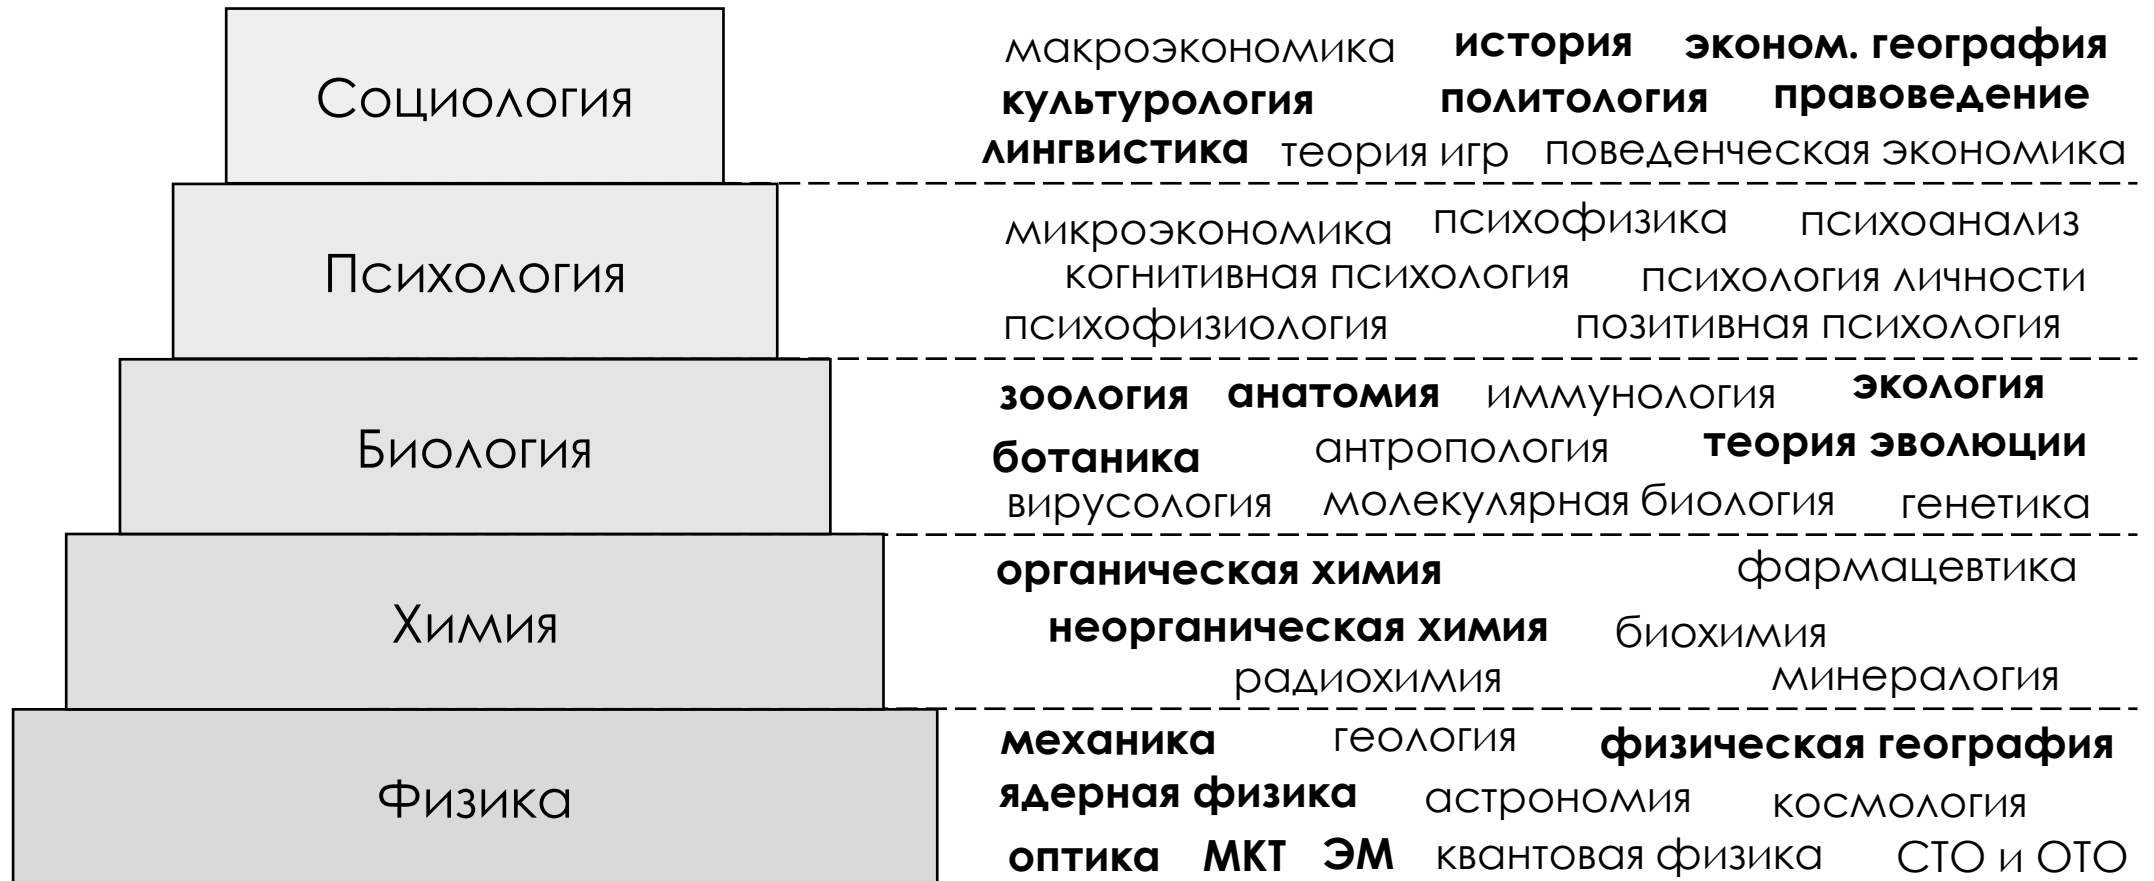 Социология
макроэкономика история эконом. география
культурология политология правоведение
лингвистика теория игр поведенческая экономика
Психология
микроэкономика психофизика психоанализ
когнитивная психология психология личности
психофизиология позитивная психология
Биология
зоология анатомия иммунология экология
ботаника антропология теория эволюции
вирусология молекулярная биология генетика
Химия
органическая химия фармацевтика
неорганическая химия биохимия
радиохимия минералогия
Физика
механика геология физическая география
ядерная физика астрономия космология
оптика МКТ ЭМ квантовая физика СТО и ОТО